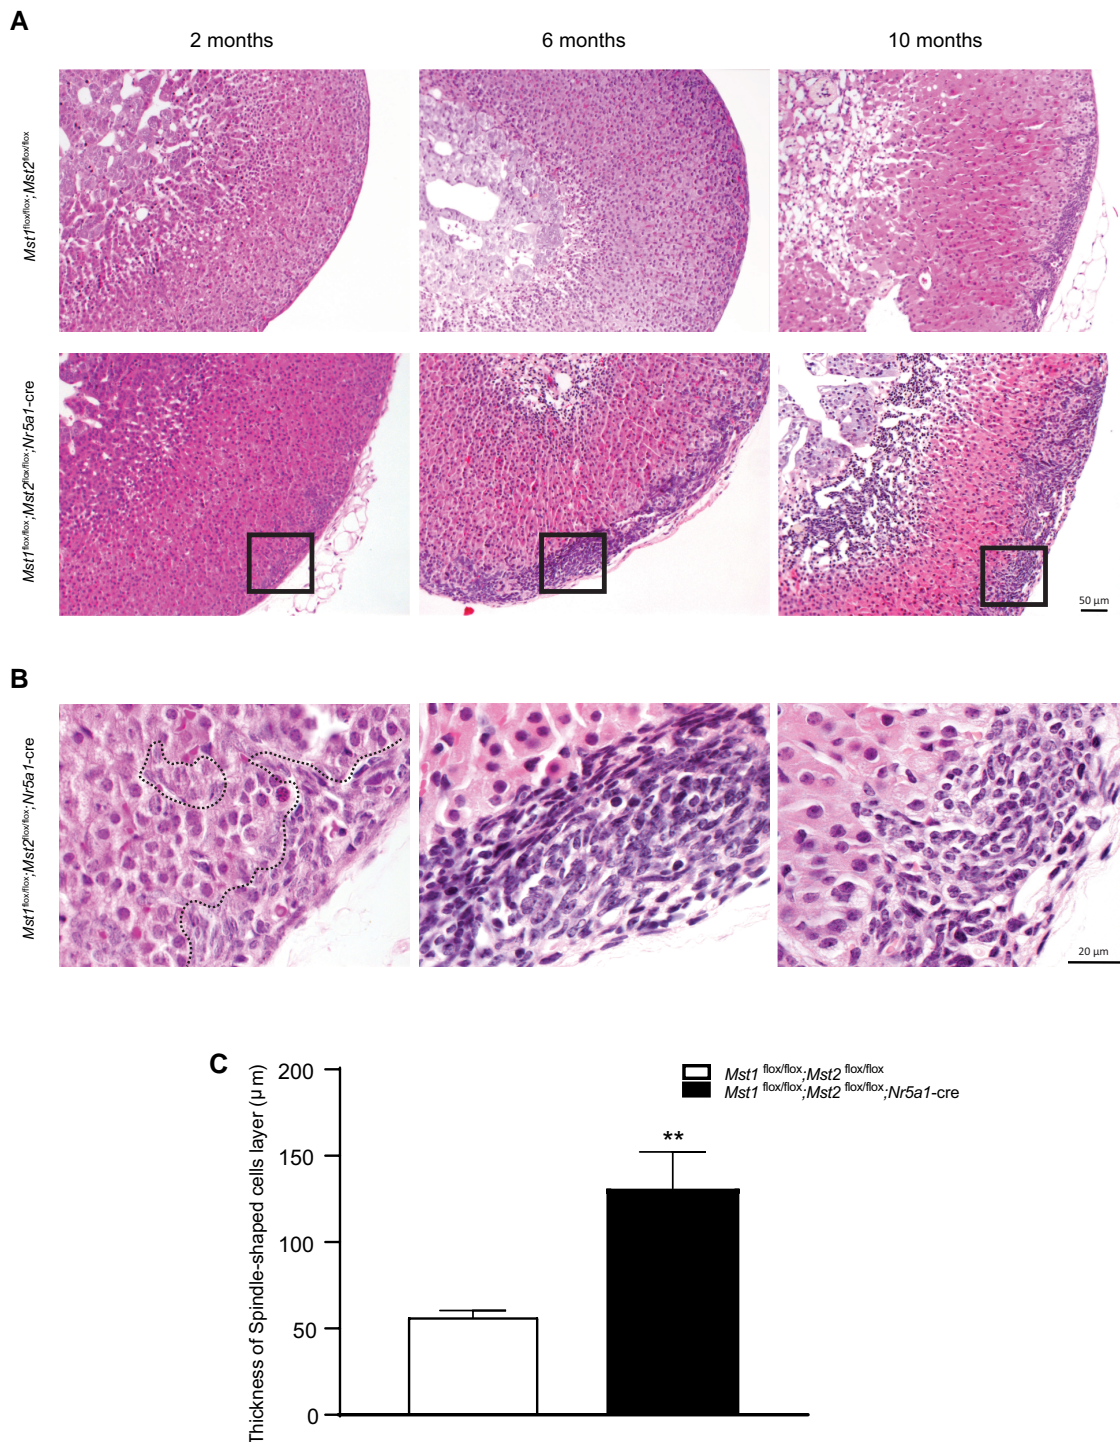 A
2 months
6 months
10 months
Mst1flox/flox;Mst2flox/flox
Mst1flox/flox;Mst2flox/flox;Nr5a1-cre
50 µm
B
Mst1flox/flox;Mst2flox/flox;Nr5a1-cre
20 µm
C
Thickness of Spindle-shaped cells layer (µm)
200
150
100
50
0
Mst1 flox/flox;Mst2 flox/flox
Mst1 flox/flox;Mst2 flox/flox;Nr5a1-cre
**